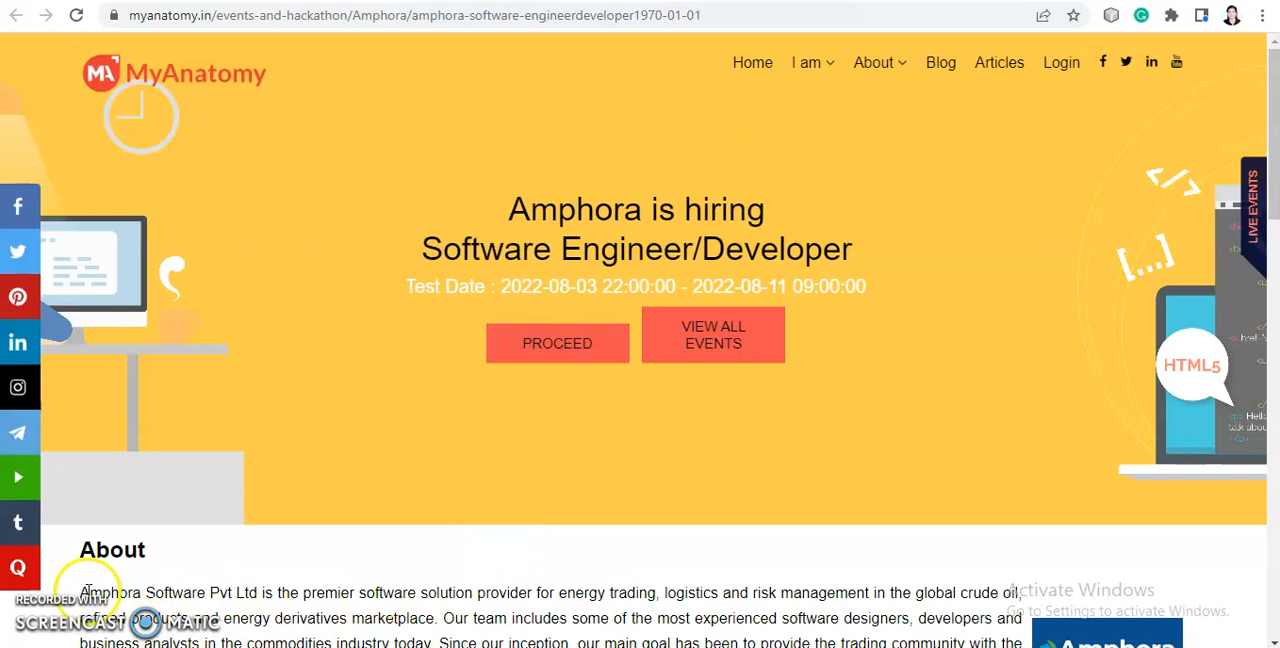 myanatomy.in/events-and-hackathon/Amphora/amphora-software-engineerdeveloper1970-01-01
MA MyAnatomy
Home I am About Blog Articles Login
LIVE EVENTS
Amphora is hiring
Software Engineer/Developer
Test Date : 2022-08-03 22:00:00 - 2022-08-11 09:00:00
PROCEED
VIEW ALL
EVENTS
</>
[...]
HTML5
About
Amphora Software Pvt Ltd is the premier software solution provider for energy trading, logistics and risk management in the global crude oil,
refined products and energy derivatives marketplace. Our team includes some of the most experienced software designers, developers and
business analysts in the commodities industry today. Since our inception, our main goal has been to provide the trading community with the
Amphora
Activate Windows
Go to Settings to activate Windows.
RECORDED WITH
SCREENCAST MATIC